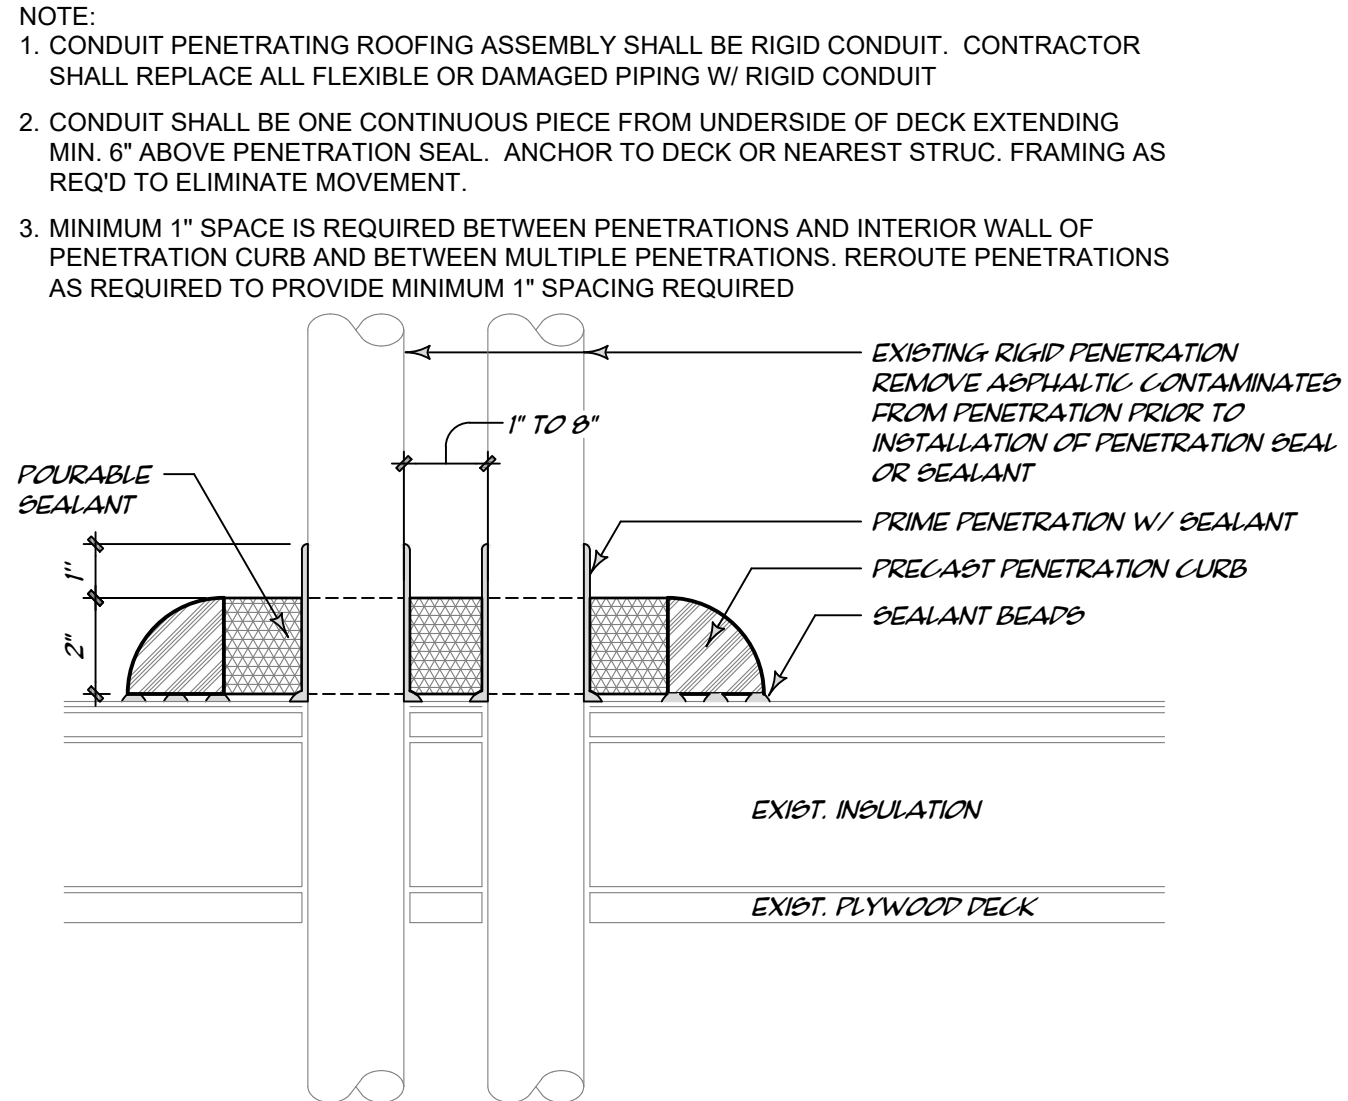 NOTE:
1. CONDUIT PENETRATING ROOFING ASSEMBLY SHALL BE RIGID CONDUIT. CONTRACTOR
SHALL REPLACE ALL FLEXIBLE OR DAMAGED PIPING W/ RIGID CONDUIT
2. CONDUIT SHALL BE ONE CONTINUOUS PIECE FROM UNDERSIDE OF DECK EXTENDING
MIN. 6" ABOVE PENETRATION SEAL. ANCHOR TO DECK OR NEAREST STRUC. FRAMING AS
REQ'D TO ELIMINATE MOVEMENT.
3. MINIMUM 1" SPACE IS REQUIRED BETWEEN PENETRATIONS AND INTERIOR WALL OF
PENETRATION CURB AND BETWEEN MULTIPLE PENETRATIONS. REROUTE PENETRATIONS
AS REQUIRED TO PROVIDE MINIMUM 1" SPACING REQUIRED
EXISTING RIGID PENETRATION
REMOVE ASPHALTIC CONTAMINATES
FROM PENETRATION PRIOR TO
INSTALLATION OF PENETRATION SEAL
OR SEALANT
1" TO 8"
POURABLE
SEALANT
PRIME PENETRATION W/ SEALANT
PRECAST PENETRATION CURB
SEALANT BEADS
1"
2"
EXIST. INSULATION
EXIST. PLYWOOD DECK